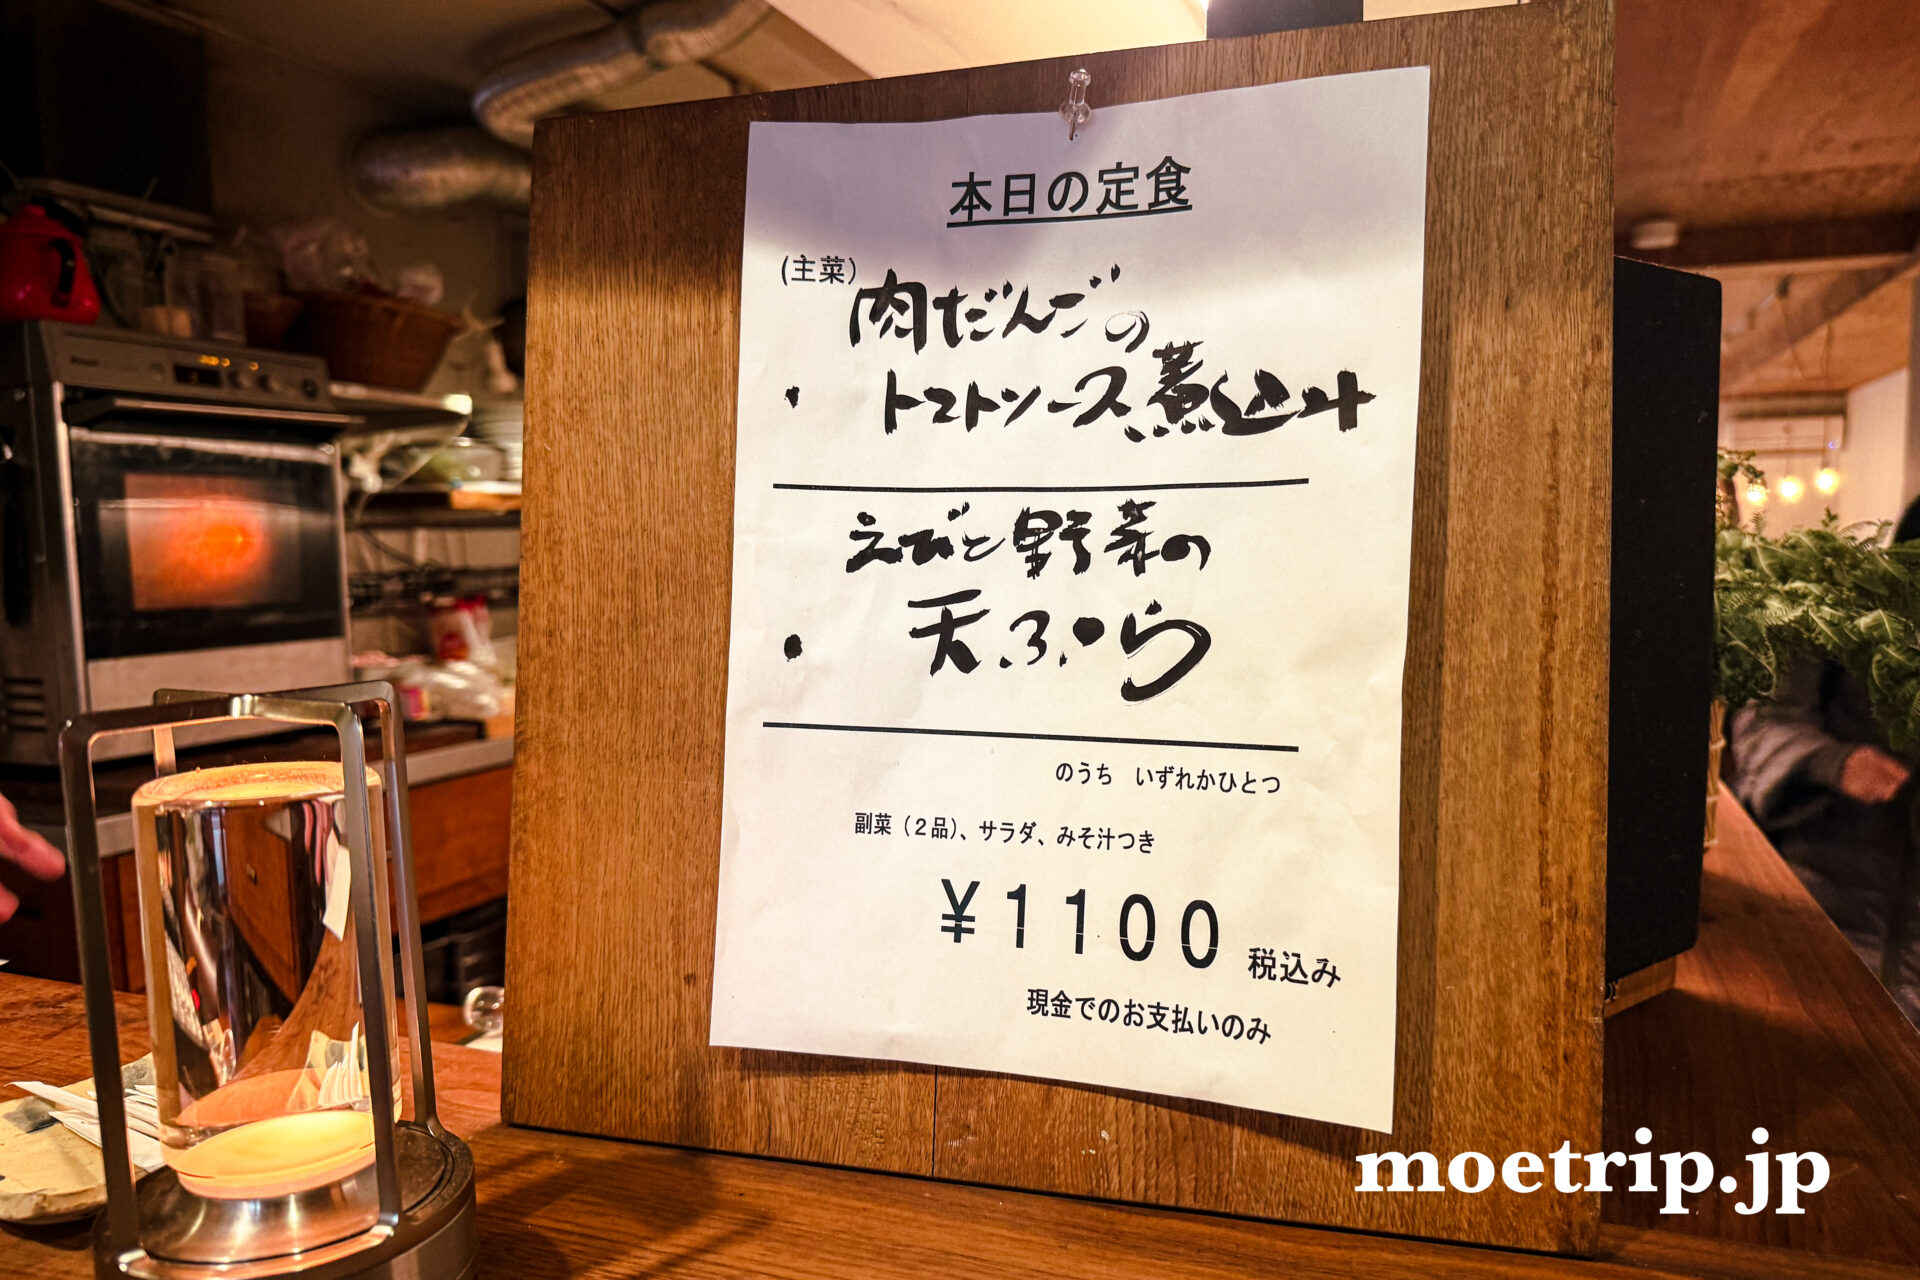 本日の定食
(主菜)
肉だんごの
・ トマトソース煮込み
えびと野菜の
・ 天ぷら
のうち　いずれかひとつ
副菜(2品)、サラダ、みそ汁つき
¥1100 税込み
現金でのお支払いのみ
moetrip.jp